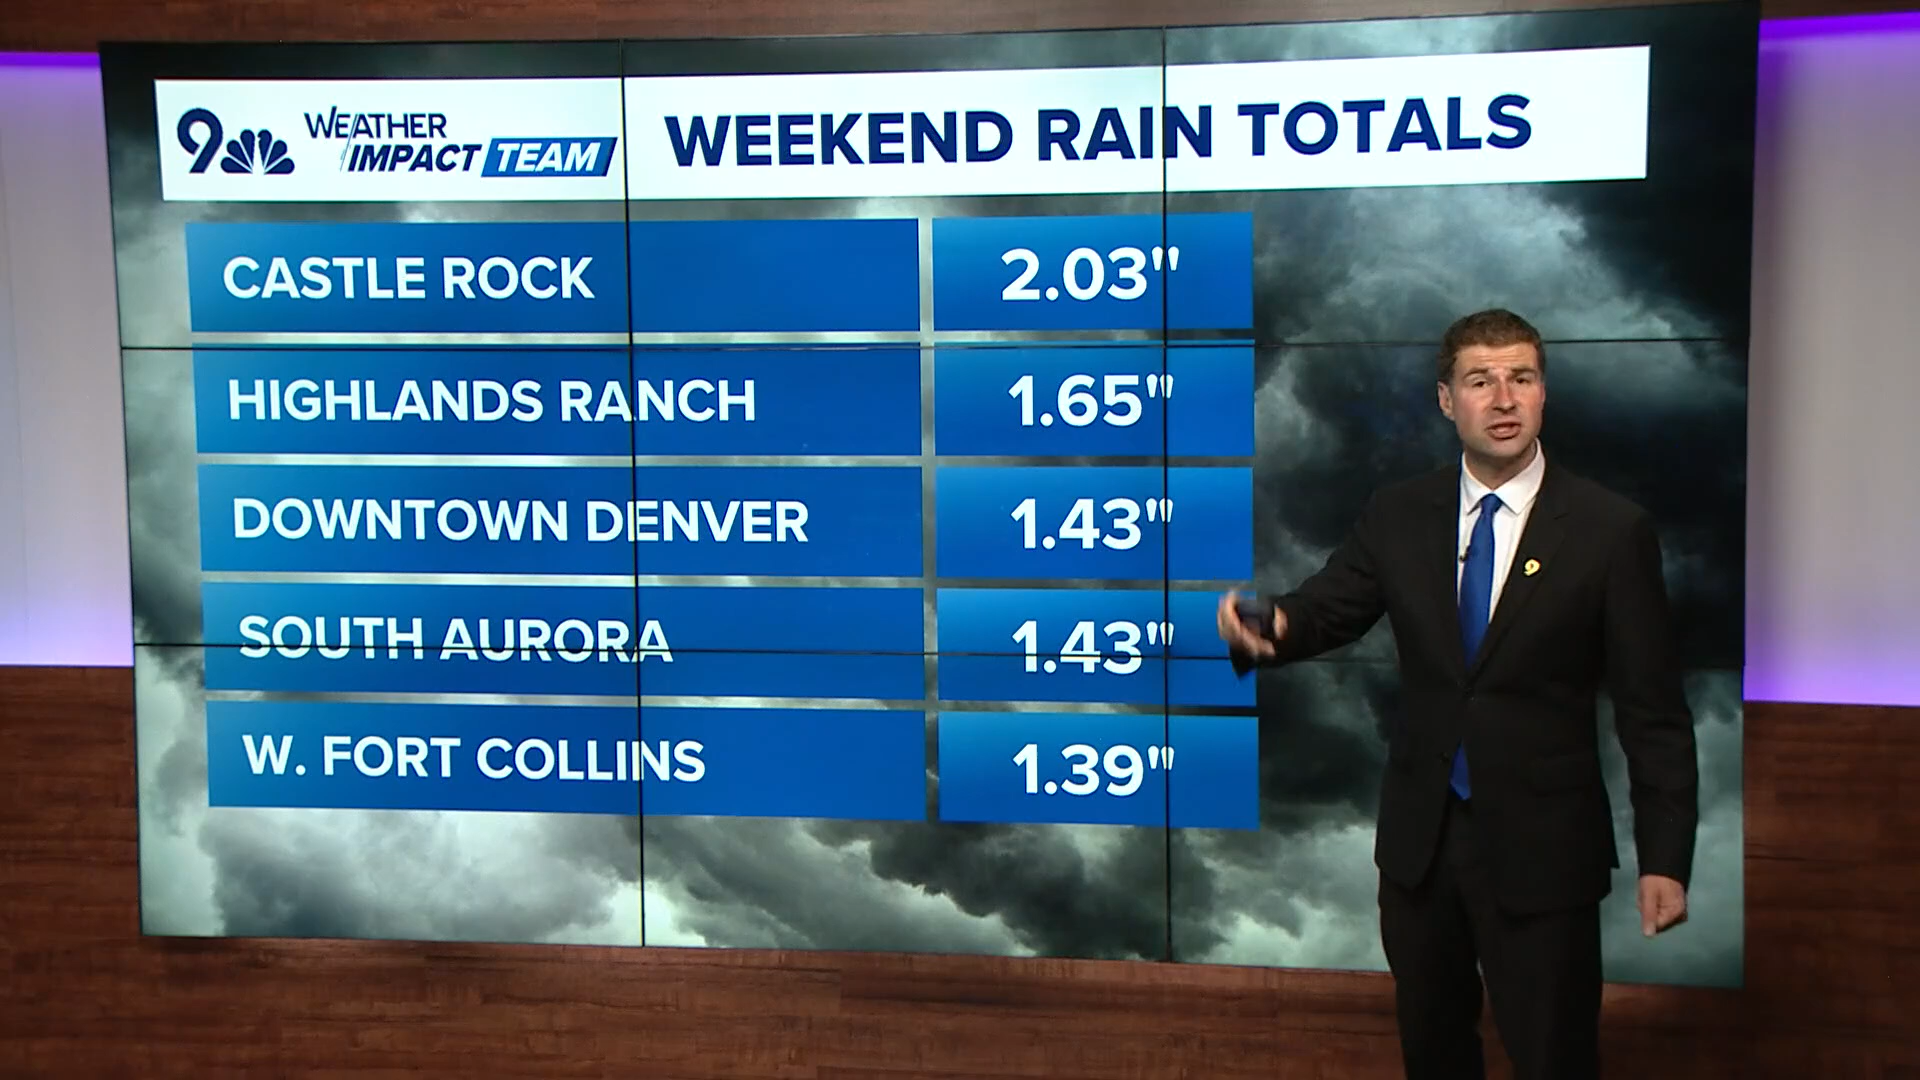 9 WEATHER IMPACT TEAM
WEEKEND RAIN TOTALS
CASTLE ROCK 2.03"
HIGHLANDS RANCH 1.65"
DOWNTOWN DENVER 1.43"
SOUTH AURORA 1.43"
W. FORT COLLINS 1.39"
9